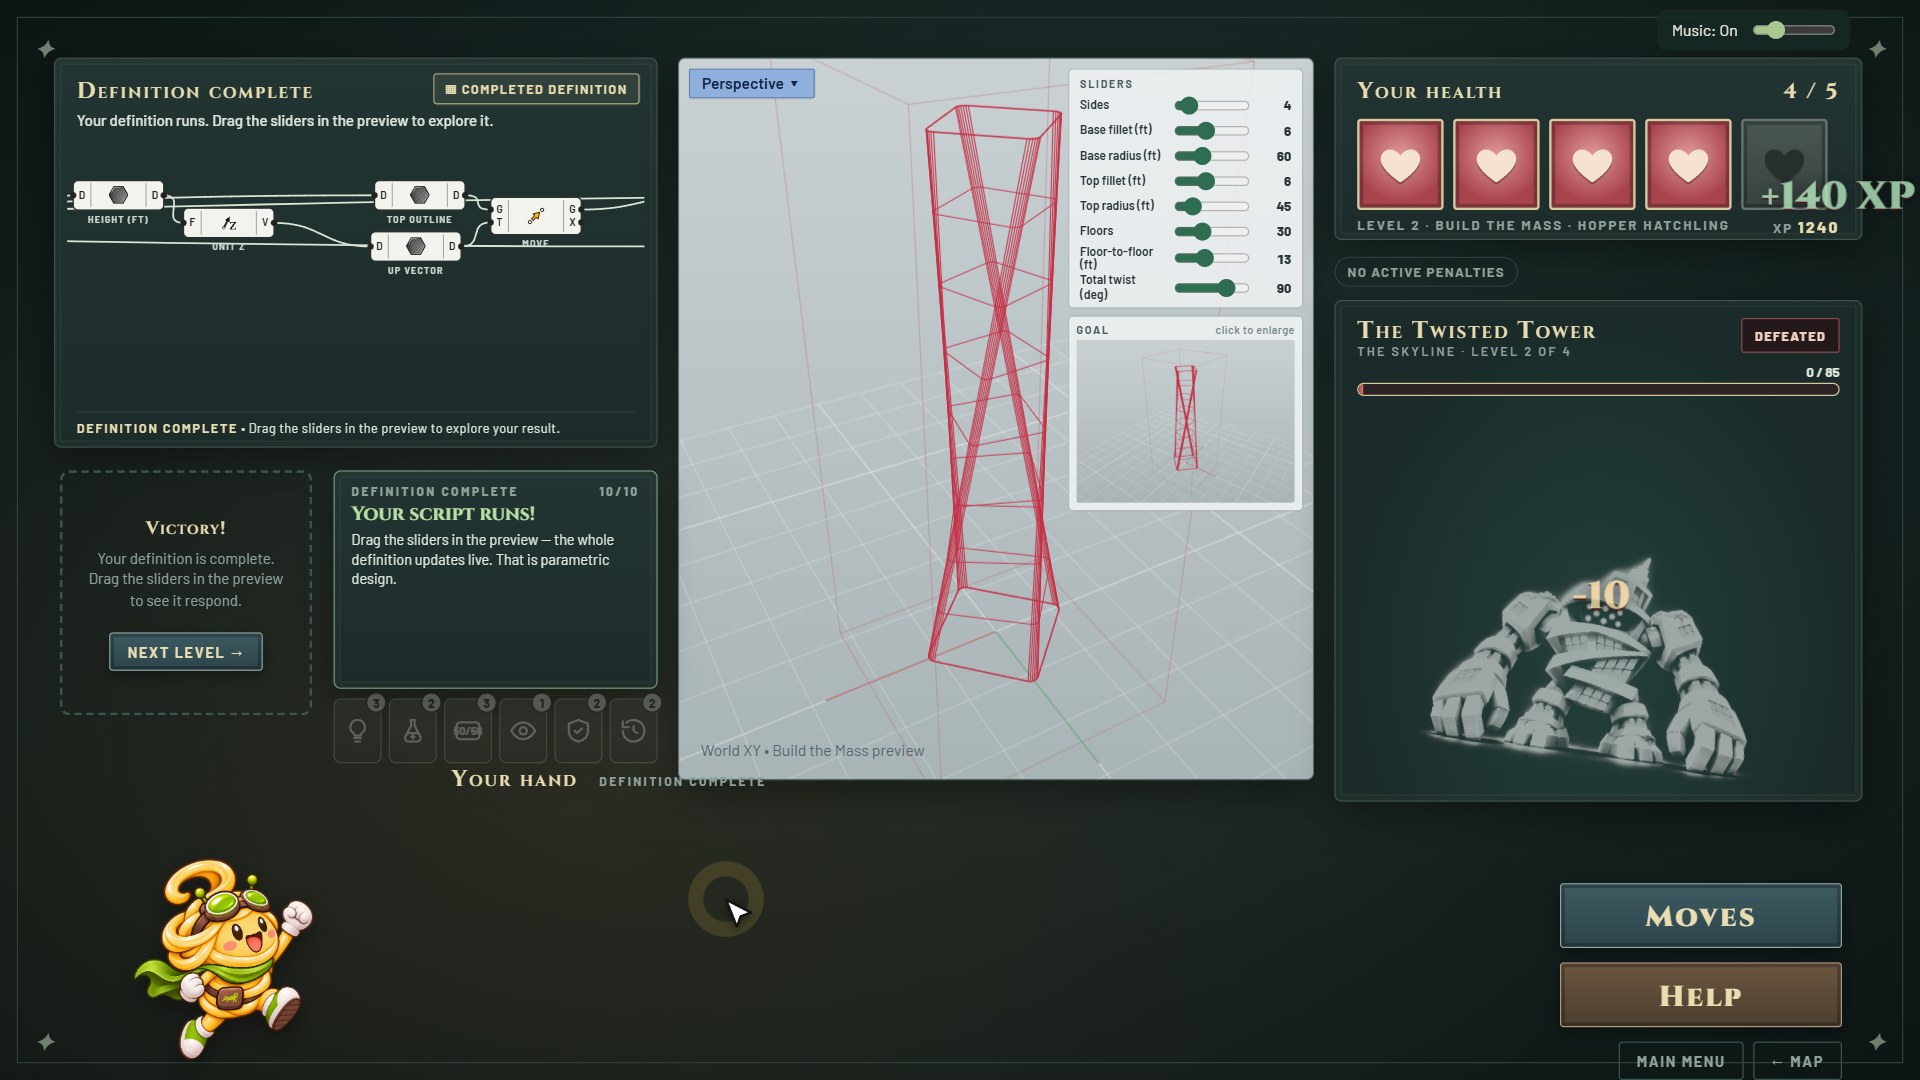 Music: On
Definition complete
COMPLETED DEFINITION
Your definition runs. Drag the sliders in the preview to explore it.
D D
HEIGHT (FT)
F V
UNIT Z
D D
TOP OUTLINE
D D
UP VECTOR
G G
T X
MOVE
DEFINITION COMPLETE • Drag the sliders in the preview to explore your result.
Victory!
Your definition is complete.
Drag the sliders in the preview
to see it respond.
NEXT LEVEL →
DEFINITION COMPLETE 10/10
Your script runs!
Drag the sliders in the preview — the whole
definition updates live. That is parametric
design.
3 2 3 1 2 2
50/50
Your hand DEFINITION COMPLETE
Perspective ▼
SLIDERS
Sides 4
Base fillet (ft) 6
Base radius (ft) 60
Top fillet (ft) 6
Top radius (ft) 45
Floors 30
Floor-to-floor
(ft) 13
Total twist
(deg) 90
GOAL click to enlarge
World XY • Build the Mass preview
Your health 4 / 5
+140 XP
LEVEL 2 · BUILD THE MASS · HOPPER HATCHLING XP 1240
NO ACTIVE PENALTIES
The Twisted Tower
THE SKYLINE · LEVEL 2 OF 4
DEFEATED
0 / 85
-10
Moves
Help
MAIN MENU
← MAP